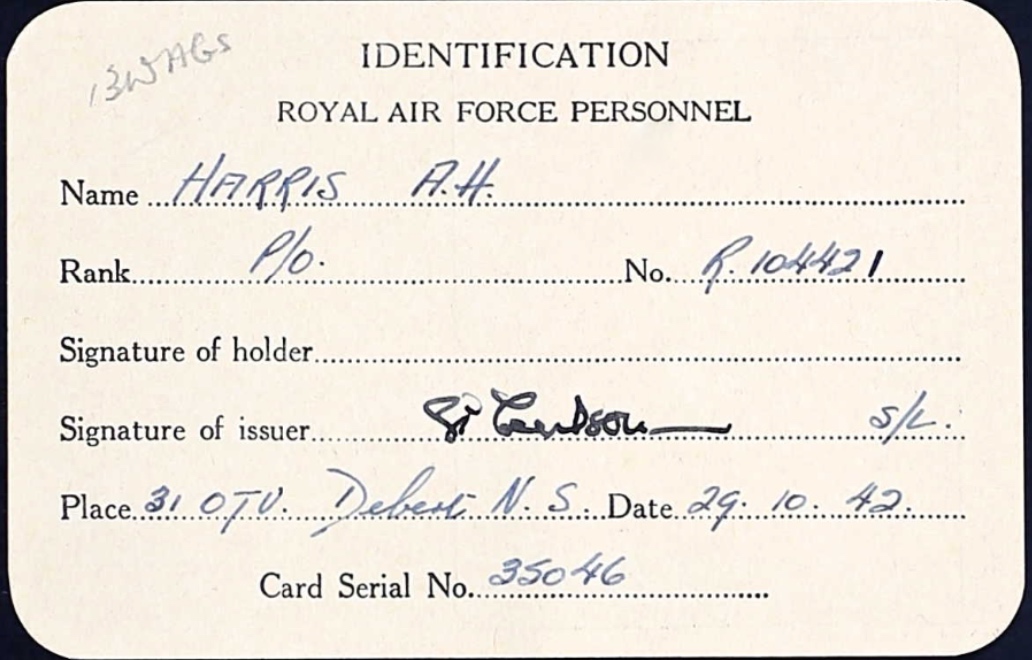 13WAGs
IDENTIFICATION
ROYAL AIR FORCE PERSONNEL
Name HARRIS A.H.
Rank P/O. No. R.104421
Signature of holder
Signature of issuer S/L.
Place 31 OTU. Debert N.S. Date 29. 10. 42.
Card Serial No. 35046